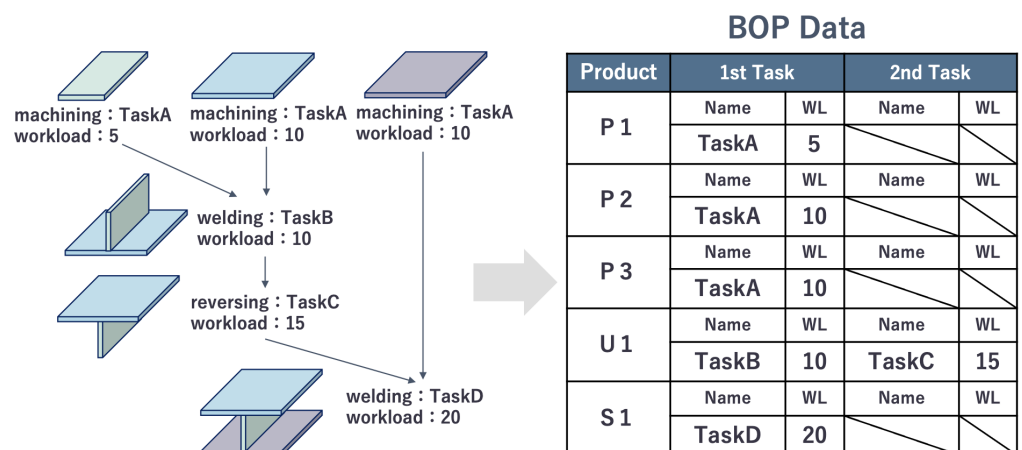 BOP Data
machining：TaskA
workload：5
machining：TaskA
workload：10
machining：TaskA
workload：10
welding：TaskB
workload：10
reversing：TaskC
workload：15
welding：TaskD
workload：20
Product 1st Task 2nd Task
P 1 Name WL Name WL
TaskA 5
P 2 Name WL Name WL
TaskA 10
P 3 Name WL Name WL
TaskA 10
U 1 Name WL Name WL
TaskB 10 TaskC 15
S 1 Name WL Name WL
TaskD 20